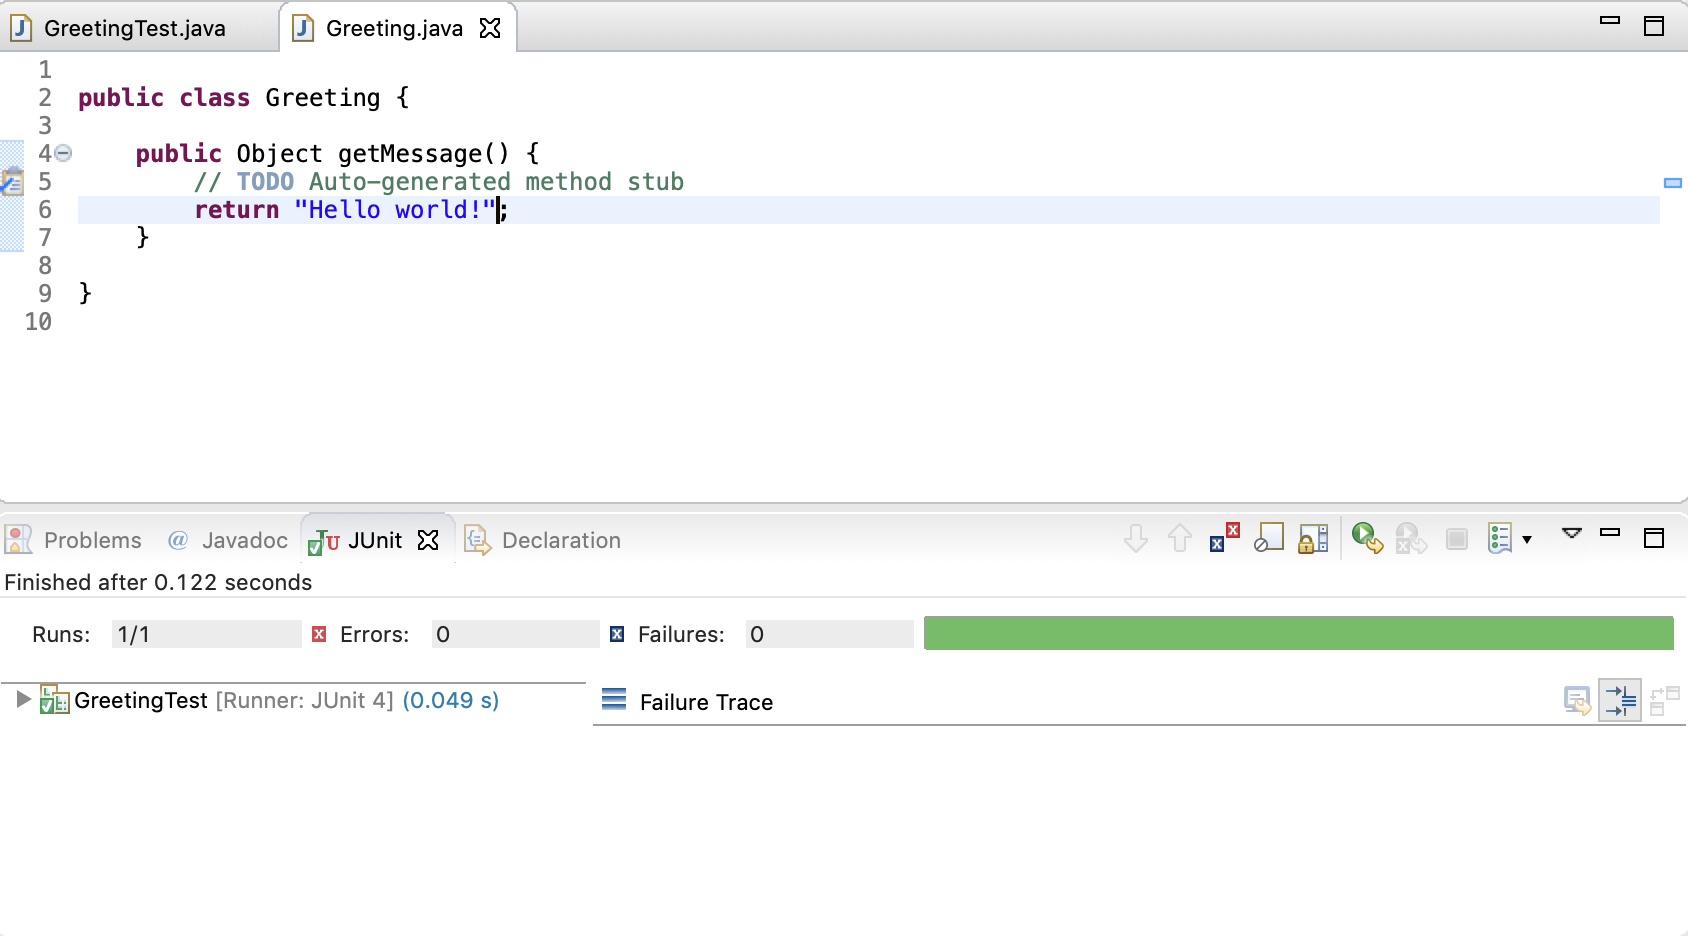 GreetingTest.java
Greeting.java
1
2 public class Greeting {
3
4 public Object getMessage() {
5 // TODO Auto-generated method stub
6 return "Hello world!";
7 }
8
9 }
10
Problems @ Javadoc JUnit Declaration
Finished after 0.122 seconds
Runs: 1/1 Errors: 0 Failures: 0
GreetingTest [Runner: JUnit 4] (0.049 s)
Failure Trace